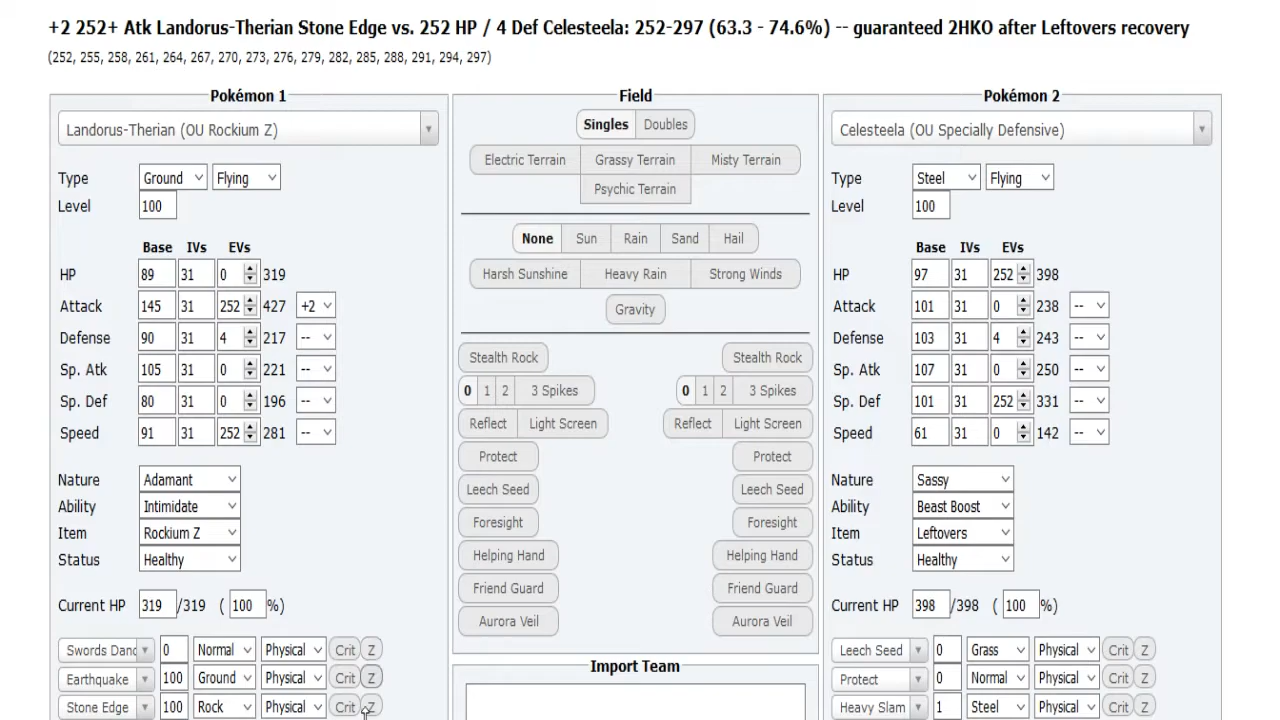 +2 252+ Atk Landorus-Therian Stone Edge vs. 252 HP / 4 Def Celesteela: 252-297 (63.3 - 74.6%) -- guaranteed 2HKO after Leftovers recovery
(252, 255, 258, 261, 264, 267, 270, 273, 276, 279, 282, 285, 288, 291, 294, 297)
Pokémon 1
Landorus-Therian (OU Rockium Z)
Type Ground Flying
Level 100
Base IVs EVs
HP 89 31 0 319
Attack 145 31 252 427 +2
Defense 90 31 4 217 --
Sp. Atk 105 31 0 221 --
Sp. Def 80 31 0 196 --
Speed 91 31 252 281 --
Nature Adamant
Ability Intimidate
Item Rockium Z
Status Healthy
Current HP 319 /319 ( 100 %)
Swords Danc 0 Normal Physical Crit Z
Earthquake 100 Ground Physical Crit Z
Stone Edge 100 Rock Physical Crit Z
Field
Singles Doubles
Electric Terrain Grassy Terrain Misty Terrain
Psychic Terrain
None Sun Rain Sand Hail
Harsh Sunshine Heavy Rain Strong Winds
Gravity
Stealth Rock Stealth Rock
0 1 2 3 Spikes 0 1 2 3 Spikes
Reflect Light Screen Reflect Light Screen
Protect Protect
Leech Seed Leech Seed
Foresight Foresight
Helping Hand Helping Hand
Friend Guard Friend Guard
Aurora Veil Aurora Veil
Import Team
Pokémon 2
Celesteela (OU Specially Defensive)
Type Steel Flying
Level 100
Base IVs EVs
HP 97 31 252 398
Attack 101 31 0 238 --
Defense 103 31 4 243 --
Sp. Atk 107 31 0 250 --
Sp. Def 101 31 252 331 --
Speed 61 31 0 142 --
Nature Sassy
Ability Beast Boost
Item Leftovers
Status Healthy
Current HP 398 /398 ( 100 %)
Leech Seed 0 Grass Physical Crit Z
Protect 0 Normal Physical Crit Z
Heavy Slam 1 Steel Physical Crit Z